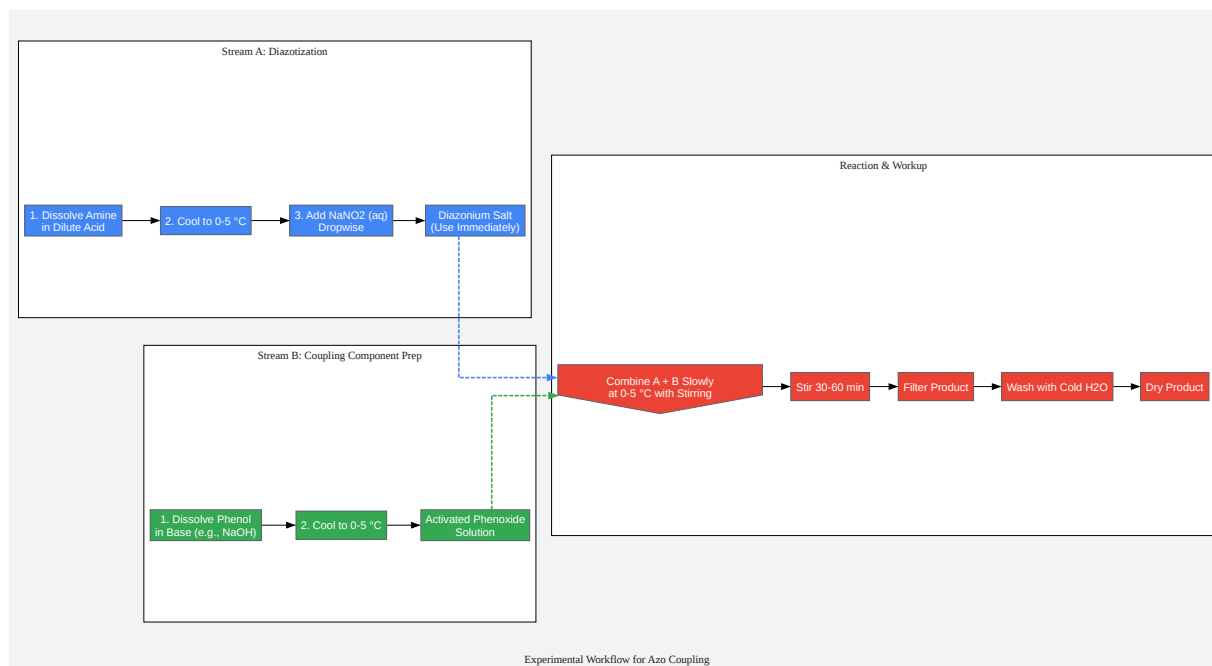 Stream A: Diazotization
1. Dissolve Amine
in Dilute Acid
2. Cool to 0-5 °C
3. Add NaNO2 (aq)
Dropwise
Diazonium Salt
(Use Immediately)
Stream B: Coupling Component Prep
1. Dissolve Phenol
in Base (e.g., NaOH)
2. Cool to 0-5 °C
Activated Phenoxide
Solution
Reaction & Workup
Combine A + B Slowly
at 0-5 °C with Stirring
Stir 30-60 min
Filter Product
Wash with Cold H2O
Dry Product
Experimental Workflow for Azo Coupling